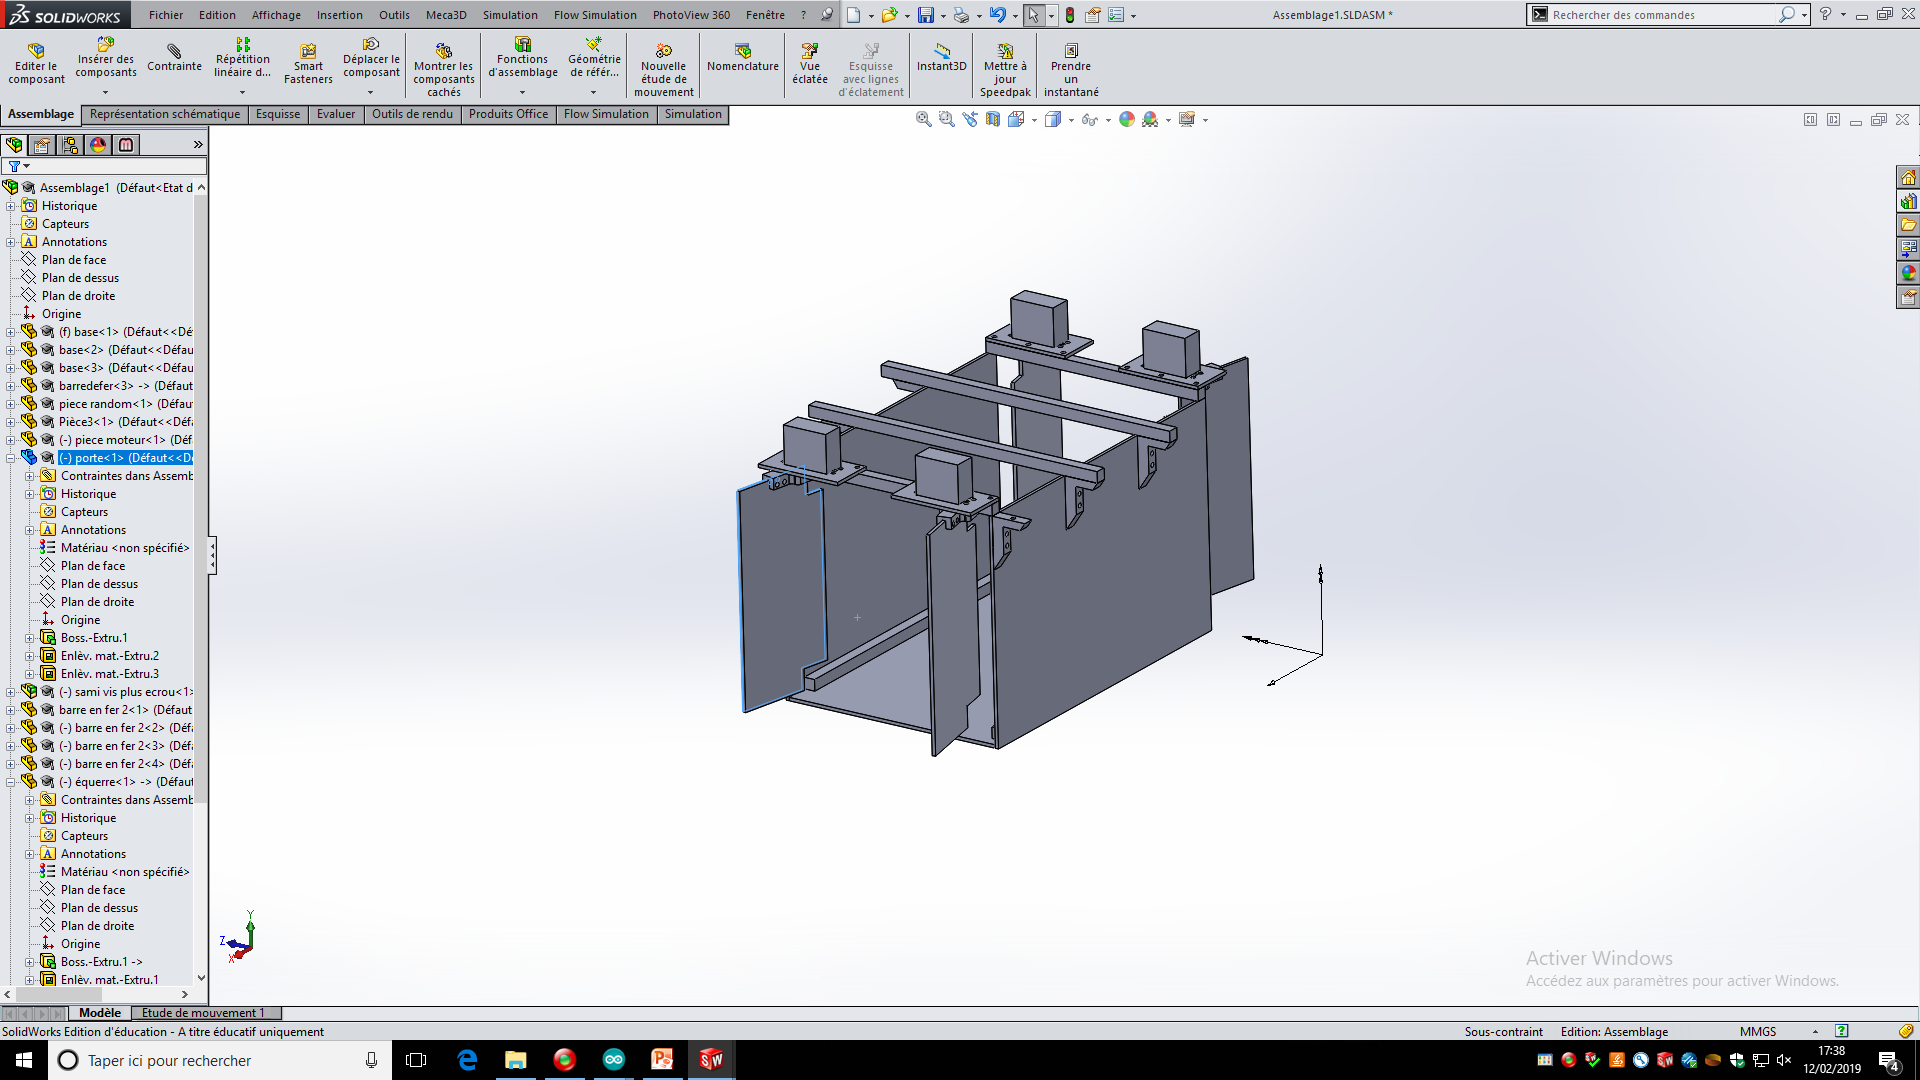 SOLIDWORKS
Fichier Edition Affichage Insertion Outils Meca3D Simulation Flow Simulation PhotoView 360 Fenêtre ?
Assemblage1.SLDASM *
Rechercher des commandes
Editer le composant
Insérer des composants
Contrainte
Répétition linéaire d...
Smart Fasteners
Déplacer le composant
Montrer les composants cachés
Fonctions d'assemblage
Géométrie de référ...
Nouvelle étude de mouvement
Nomenclature
Vue éclatée
Esquisse avec lignes d'éclatement
Instant3D
Mettre à jour Speedpak
Prendre un instantané
Assemblage Représentation schématique Esquisse Evaluer Outils de rendu Produits Office Flow Simulation Simulation
Assemblage1 (Défaut<Etat d
Historique
Capteurs
Annotations
Plan de face
Plan de dessus
Plan de droite
Origine
(f) base<1> (Défaut<<Dé
base<2> (Défaut<<Défau
base<3> (Défaut<<Défau
barredefer<3> -> (Défaut
piece random<1> (Défau
Pièce3<1> (Défaut<<Défa
(-) piece moteur<1> (Déf
(-) porte<1> (Défaut<<D
Contraintes dans Assemb
Historique
Capteurs
Annotations
Matériau <non spécifié>
Plan de face
Plan de dessus
Plan de droite
Origine
Boss.-Extru.1
Enlèv. mat.-Extru.2
Enlèv. mat.-Extru.3
(-) sami vis plus ecrou<1>
barre en fer 2<1> (Défaut
(-) barre en fer 2<2> (Défa
(-) barre en fer 2<3> (Défa
(-) barre en fer 2<4> (Défa
(-) équerre<1> -> (Défaut
Contraintes dans Assemb
Historique
Capteurs
Annotations
Matériau <non spécifié>
Plan de face
Plan de dessus
Plan de droite
Origine
Boss.-Extru.1 ->
Enlèv. mat.-Extru.1
Y
Z
X
Activer Windows
Accédez aux paramètres pour activer Windows.
Modèle Etude de mouvement 1
SolidWorks Edition d'éducation - A titre éducatif uniquement
Sous-contraint Edition: Assemblage MMGS
Taper ici pour rechercher
17:38
12/02/2019
4